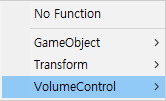 No Function
GameObject
Transform
VolumeControl